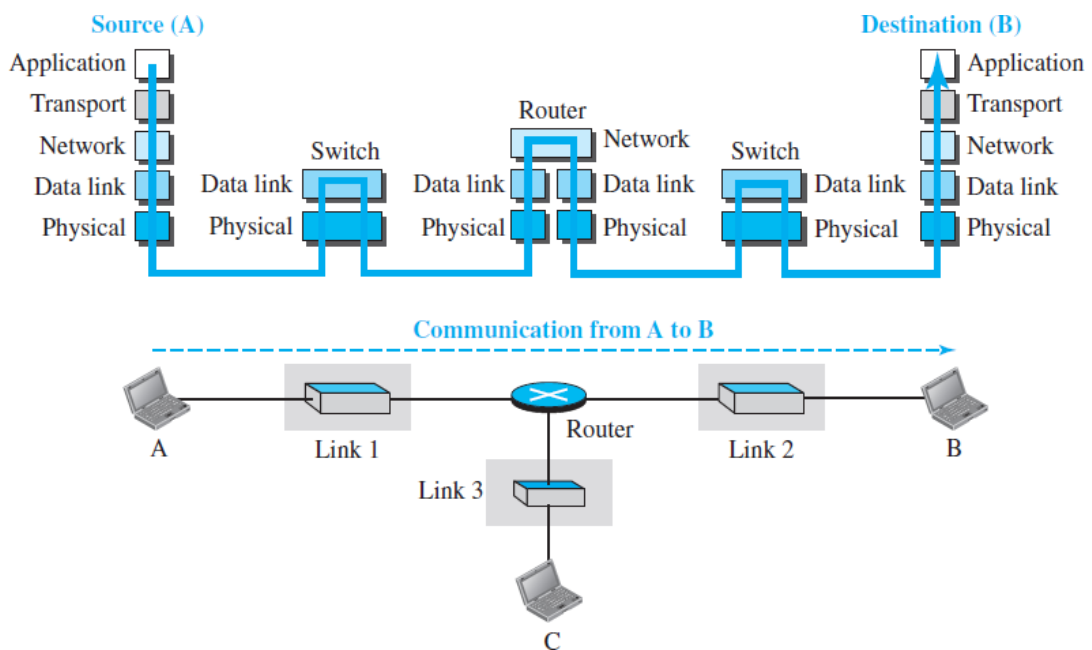 Source (A)
Destination (B)
Application
Application
Transport
Transport
Router
Network
Network
Network
Switch
Switch
Data link
Data link
Data link
Data link
Data link
Data link
Physical
Physical
Physical
Physical
Physical
Physical
Communication from A to B
Router
A
Link 1
Link 2
B
Link 3
C